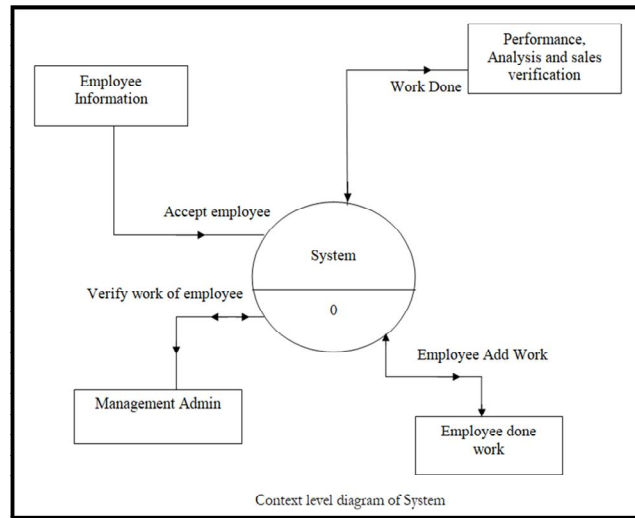 Performance,
Analysis and sales
verification
Employee
Information
Work Done
Accept employee
System
Verify work of employee
0
Employee Add Work
Management Admin
Employee done
work
Context level diagram of System